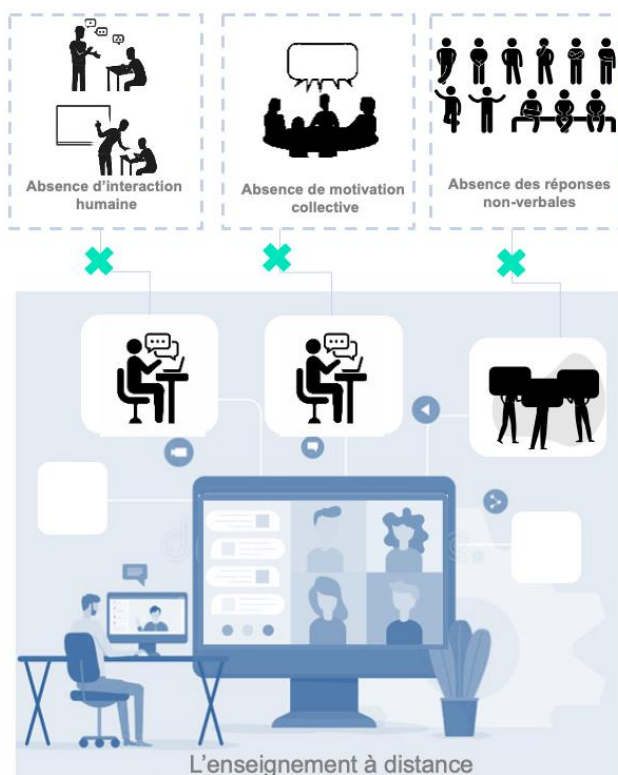 Absence d'interaction
humaine
Absence de motivation
collective
Absence des réponses
non-verbales
L'enseignement à distance